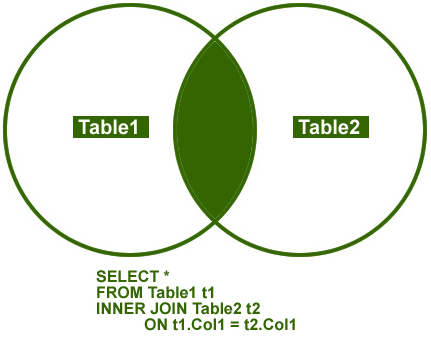 Table1
Table2
SELECT *
FROM Table1 t1
INNER JOIN Table2 t2
ON t1.Col1 = t2.Col1